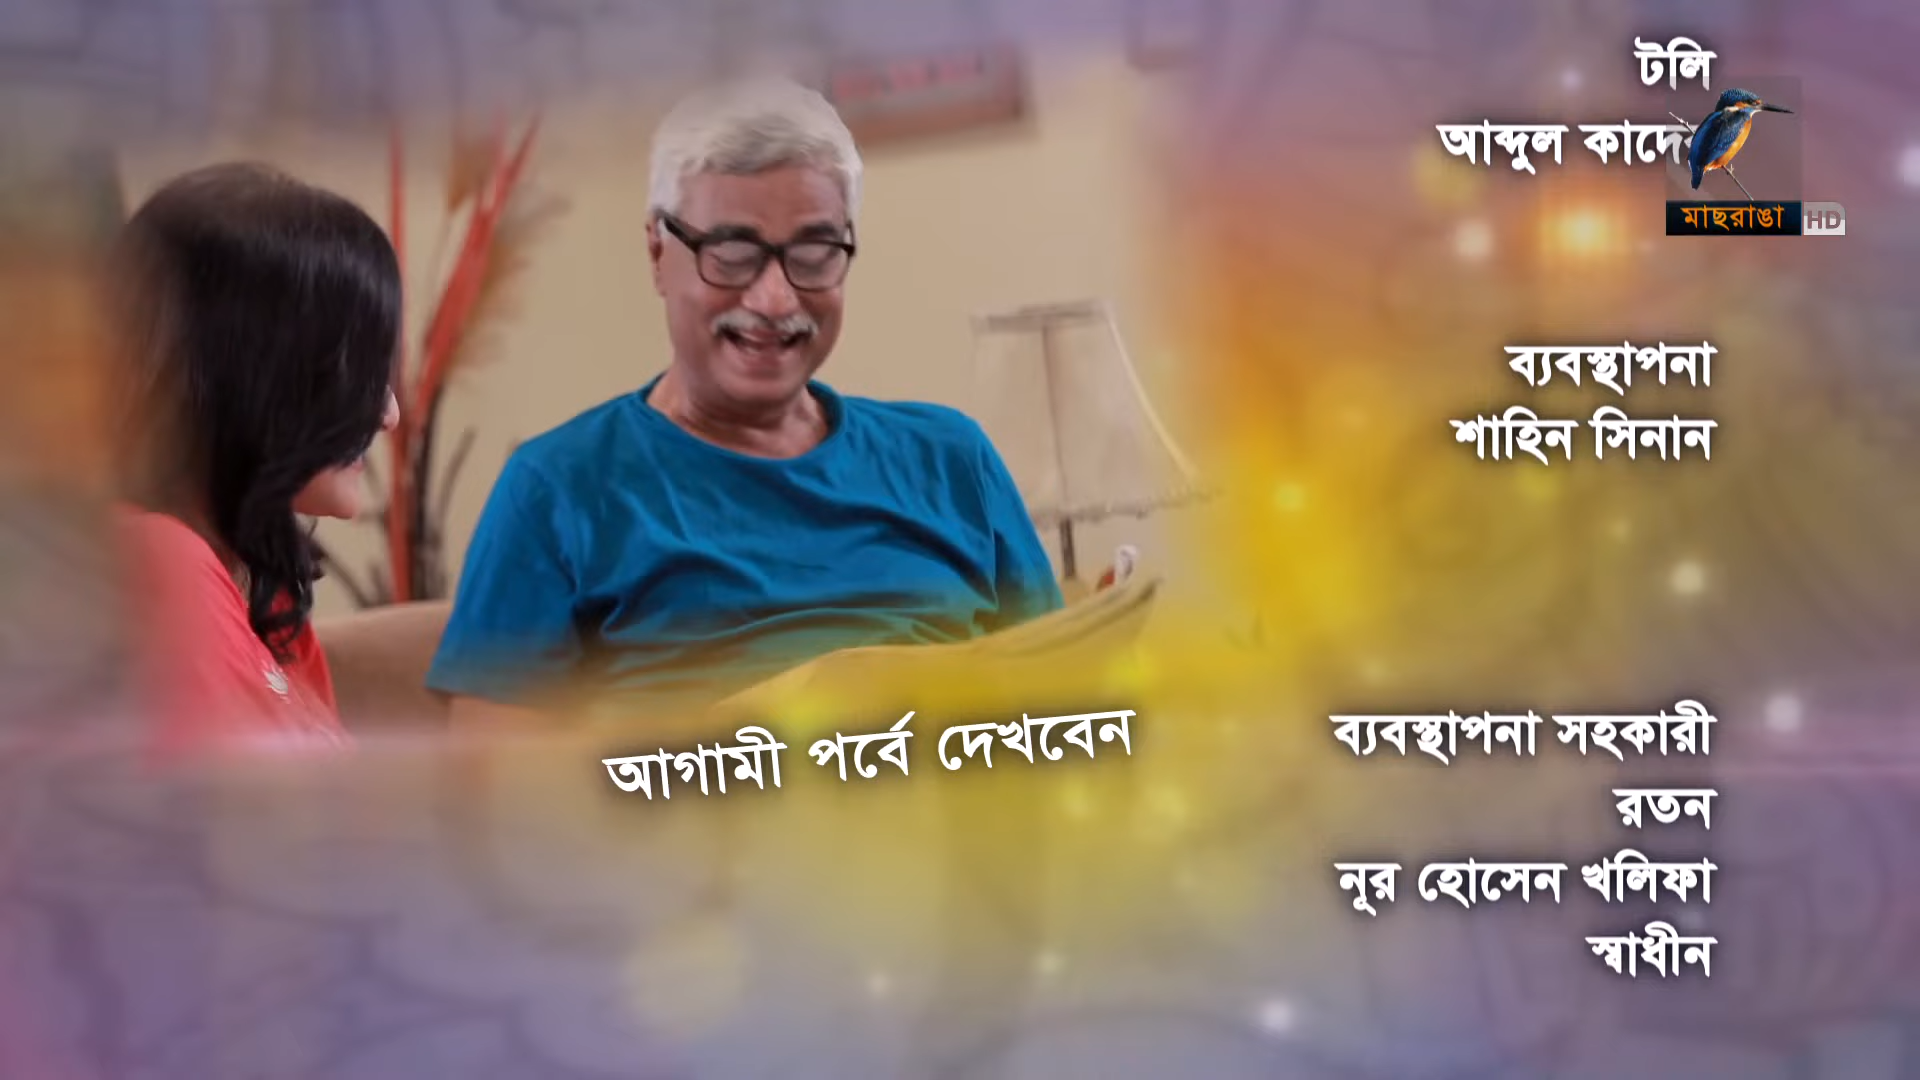 টলি
আব্দুল কাদের
মাছরাঙা HD
ব্যবস্থাপনা
শাহিন সিনান
আগামী পর্বে দেখবেন
ব্যবস্থাপনা সহকারী
রতন
নূর হোসেন খলিফা
স্বাধীন